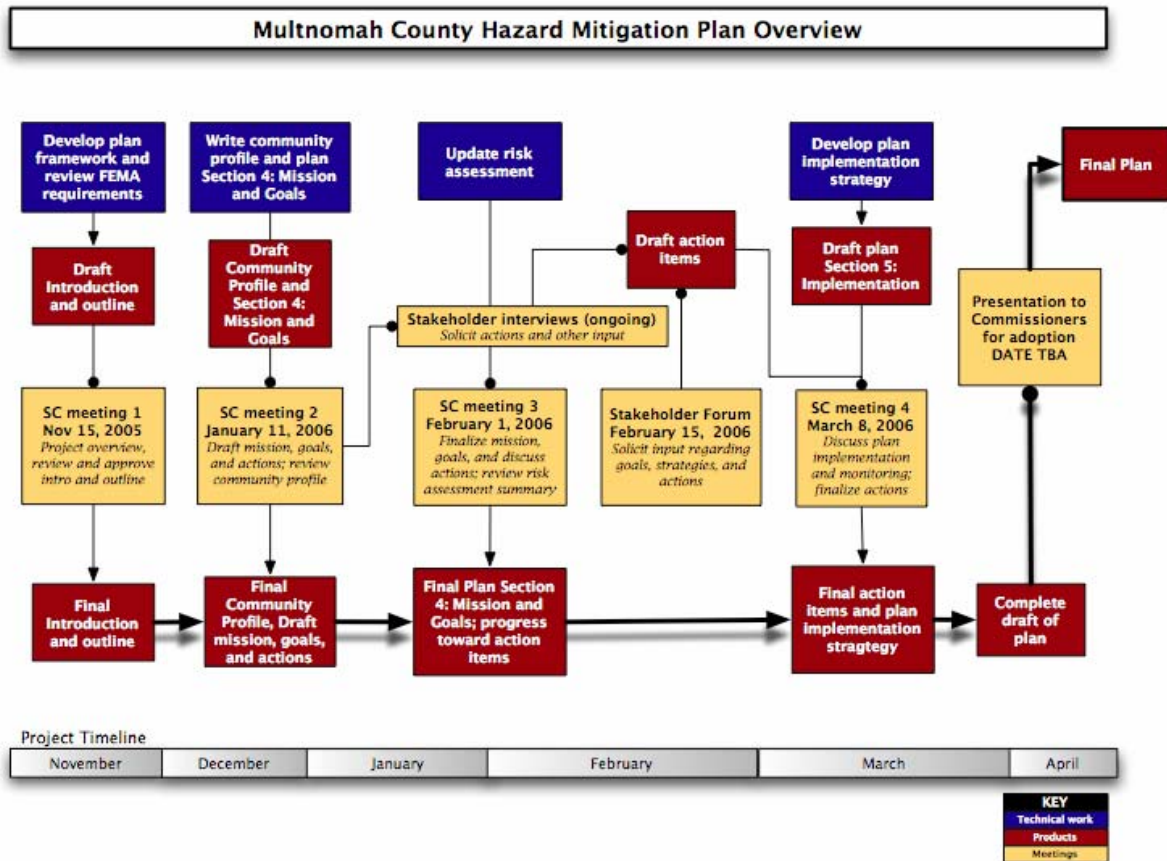 Multnomah County Hazard Mitigation Plan Overview
Develop plan
framework and
review FEMA
requirements
Write community
profile and plan
Section 4: Mission
and Goals
Update risk
assessment
Develop plan
implementation
strategy
Final Plan
Draft
Introduction
and outline
Draft
Community
Profile and
Section 4:
Mission and
Goals
Draft action
items
Draft plan
Section 5:
Implementation
Stakeholder interviews (ongoing)
Solicit actions and other input
Presentation to
Commissioners
for adoption
DATE TBA
SC meeting 1
Nov 15, 2005
Project overview,
review and approve
intro and outline
SC meeting 2
January 11, 2006
Draft mission, goals,
and actions; review
community profile
SC meeting 3
February 1, 2006
Finalize mission,
goals, and discuss
actions; review risk
assessment summary
Stakeholder Forum
February 15, 2006
Solicit input regarding
goals, strategies, and
actions
SC meeting 4
March 8, 2006
Discuss plan
implementation
and monitoring;
finalize actions
Final
Introduction
and outline
Final
Community
Profile, Draft
mission, goals,
and actions
Final Plan Section
4: Mission and
Goals; progress
toward action
items
Final action
items and plan
implementation
stragtegy
Complete
draft of
plan
Project Timeline
November
December
January
February
March
April
KEY
Technical work
Products
Meetings